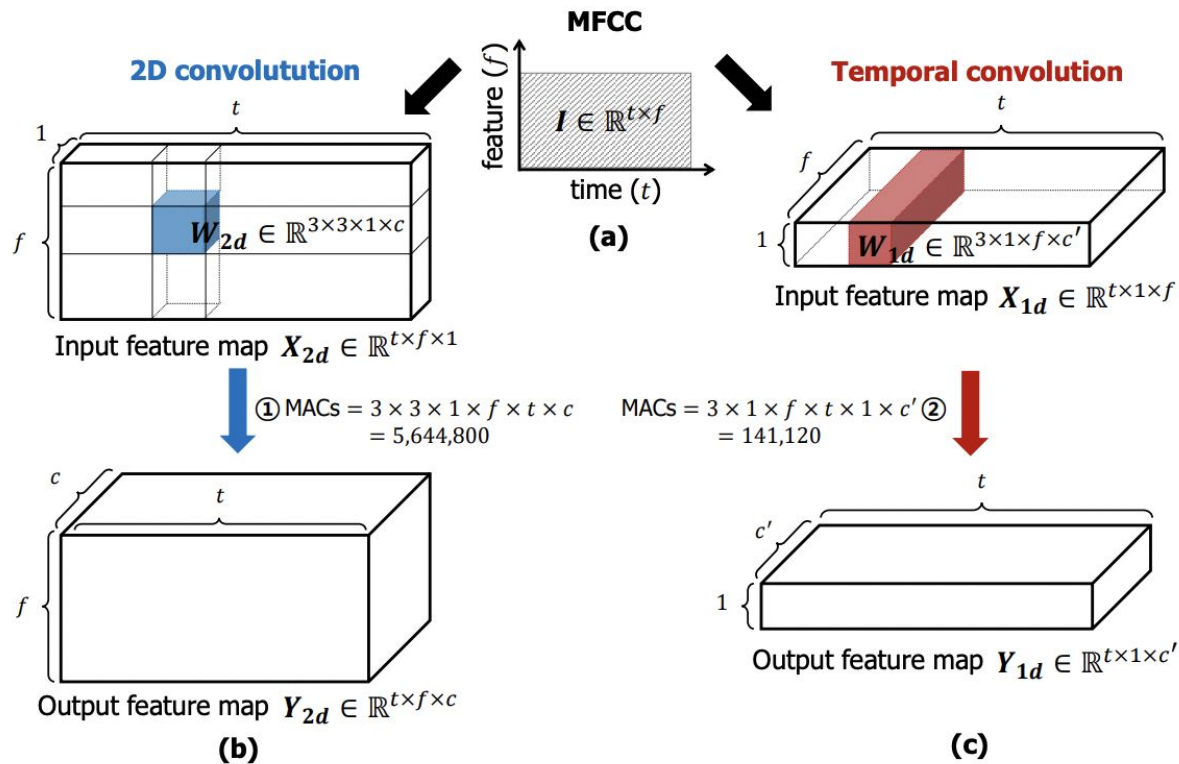 MFCC
feature (f)
I ∈ ℝ^{t×f}
time (t)
(a)
2D convolutution
t
1
f
W_{2d} ∈ ℝ^{3×3×1×c}
Input feature map X_{2d} ∈ ℝ^{t×f×1}
① MACs = 3 × 3 × 1 × f × t × c
= 5,644,800
c
t
f
Output feature map Y_{2d} ∈ ℝ^{t×f×c}
(b)
Temporal convolution
t
f
1
W_{1d} ∈ ℝ^{3×1×f×c′}
Input feature map X_{1d} ∈ ℝ^{t×1×f}
MACs = 3 × 1 × f × t × 1 × c′ ②
= 141,120
t
c′
1
Output feature map Y_{1d} ∈ ℝ^{t×1×c′}
(c)